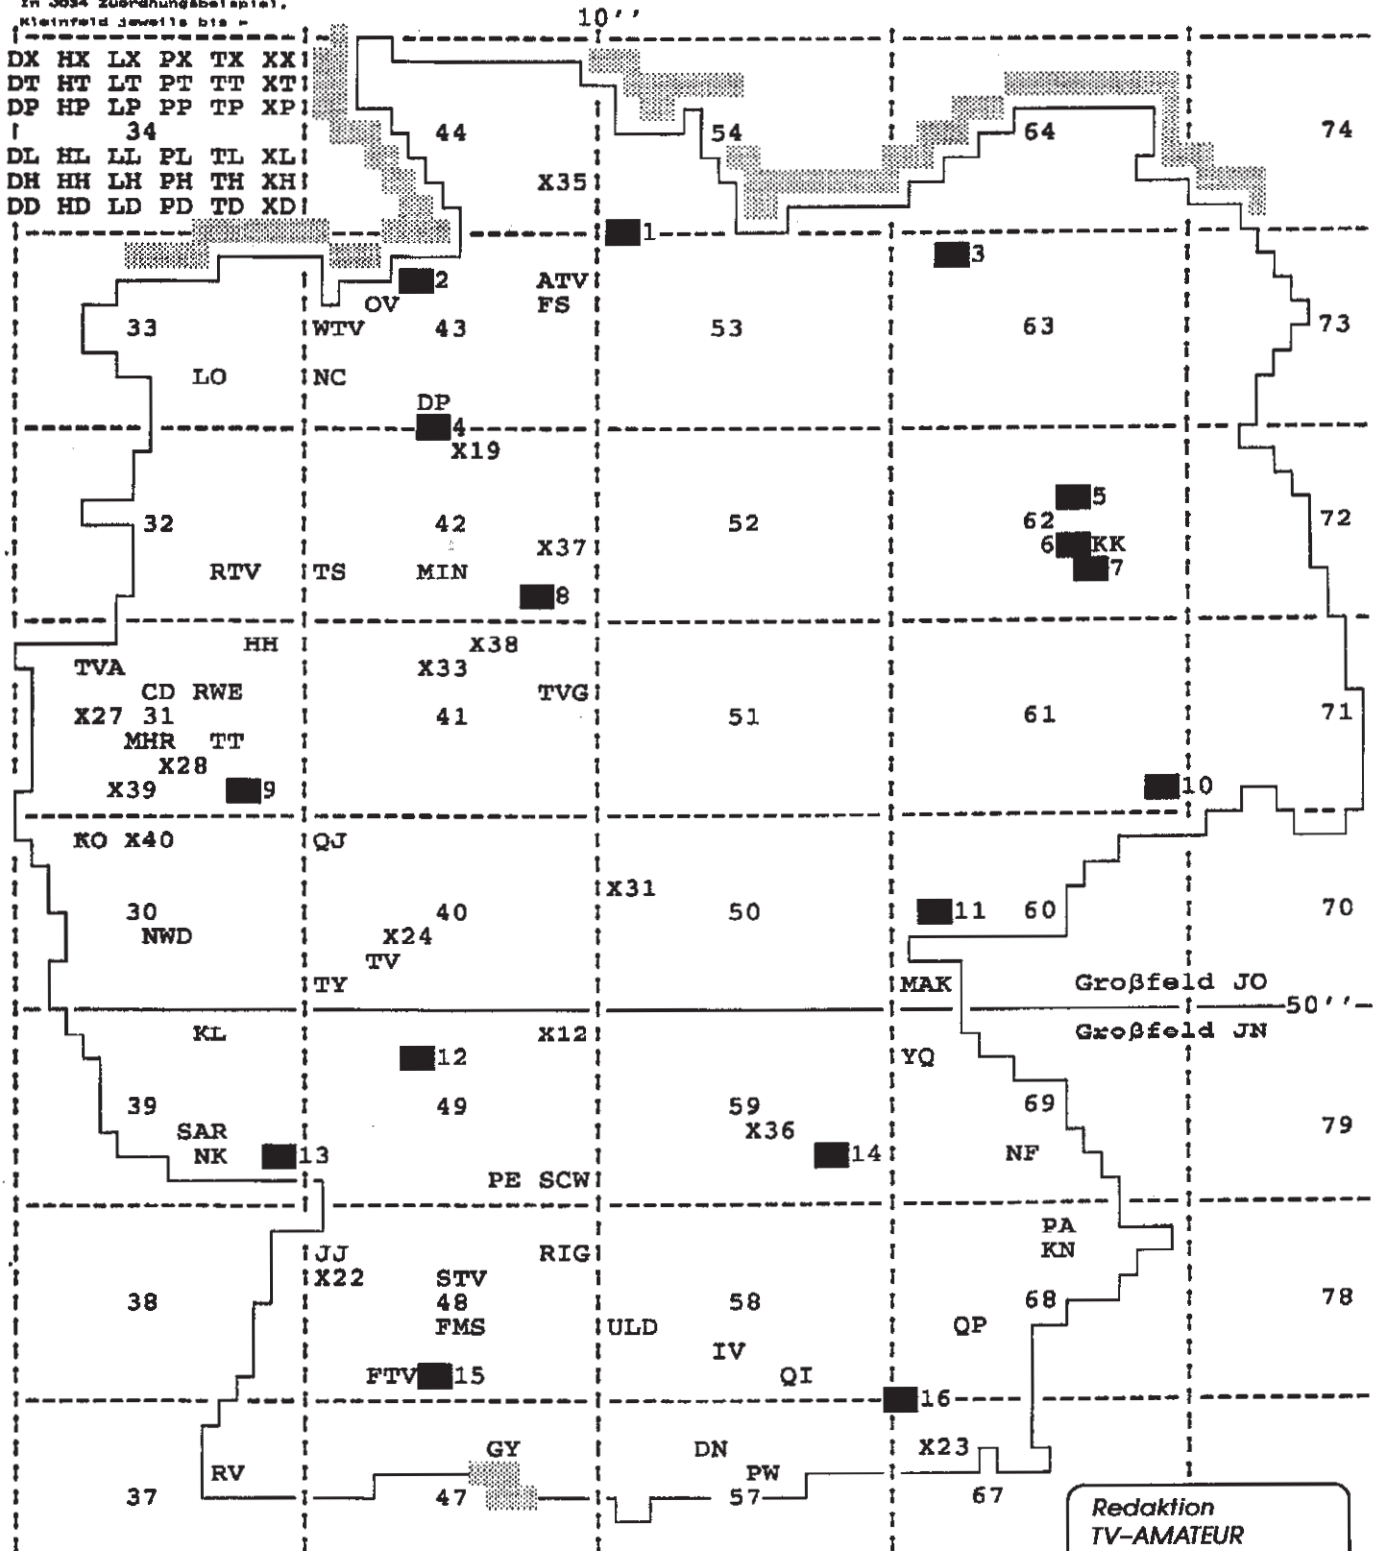 In JO34 Zuordnungsbeispiel.
Kleinfeld jeweils bis -
10''
DX HX LX PX TX XX
DT HT LT PT TT XT
DP HP LP PP TP XP
34 44 54 64 74
DL HL LL PL TL XL
DH HH LH PH TH XH X35
DD HD LD PD TD XD
1
3
2 ATV
OV FS
33 WTV 43 53 63 73
LO NC
DP
4
X19
5
32 42 52 62 72
X37 6 KK
RTV TS MIN 7
8
HH X38
TVA X33
CD RWE TVG
X27 31 41 51 61 71
MHR TT
X28
X39 9 10
KO X40 QJ
X31
30 40 50 11 60 70
NWD X24
TV
TY MAK Großfeld JO
50''
KL X12 Großfeld JN
12 YQ
39 49 59 69 79
SAR X36
NK 13 14 NF
PE SCW
PA
JJ RIG KN
X22 STV
38 48 58 68 78
FMS ULD QP
IV
FTV 15 QI
16
GY DN X23
RV PW
37 47 57 67
Redaktion
TV-AMATEUR